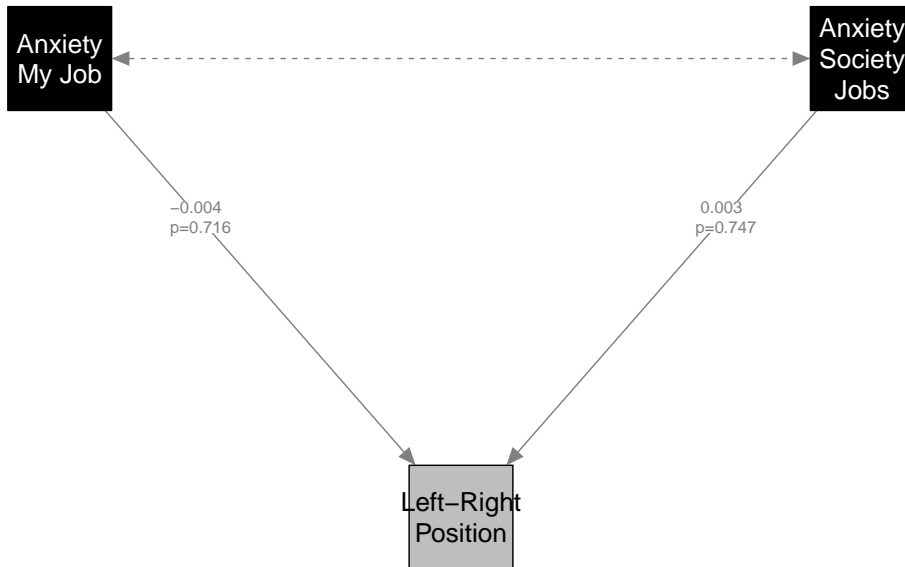 Anxiety
My Job
Anxiety
Society
Jobs
−0.004
p=0.716
0.003
p=0.747
Left−Right
Position